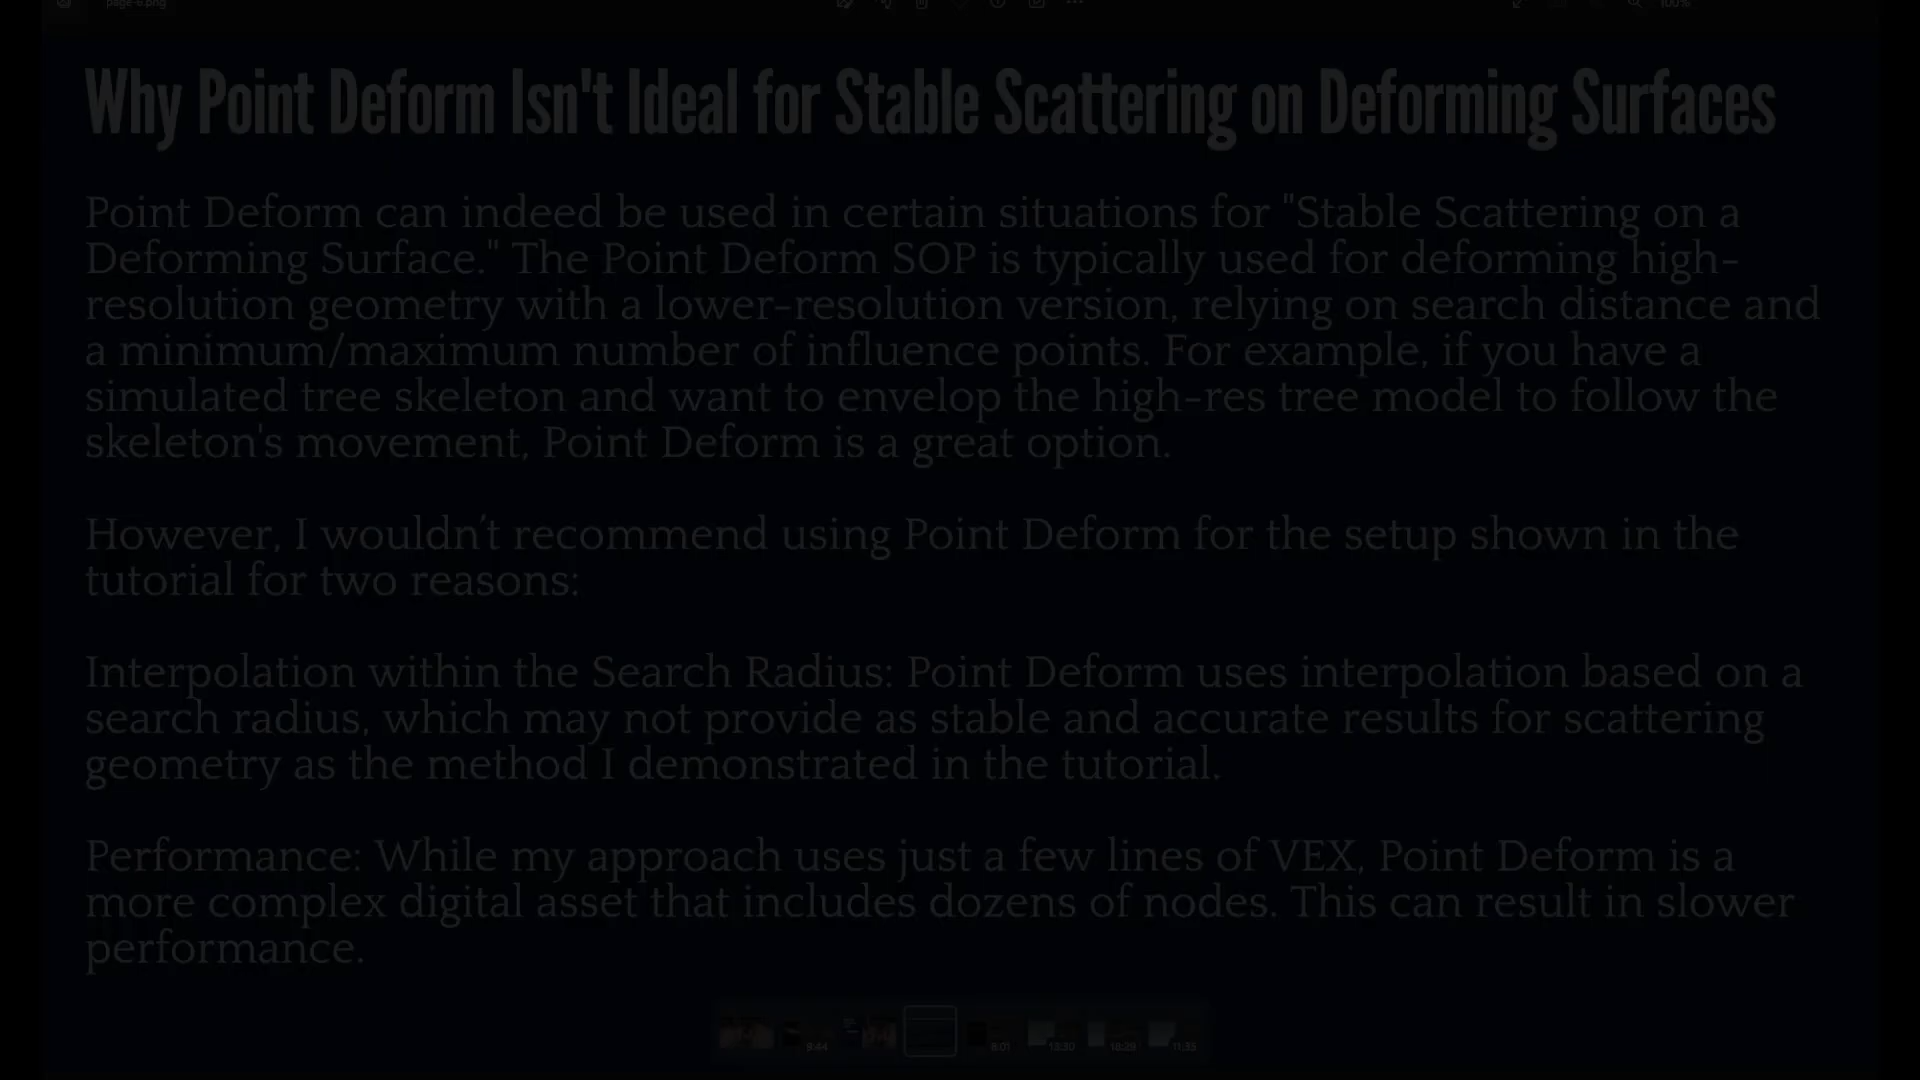 page-6.png
100%
Why Point Deform Isn't Ideal for Stable Scattering on Deforming Surfaces
Point Deform can indeed be used in certain situations for "Stable Scattering on a
Deforming Surface." The Point Deform SOP is typically used for deforming high-
resolution geometry with a lower-resolution version, relying on search distance and
a minimum/maximum number of influence points. For example, if you have a
simulated tree skeleton and want to envelop the high-res tree model to follow the
skeleton's movement, Point Deform is a great option.
However, I wouldn't recommend using Point Deform for the setup shown in the
tutorial for two reasons:
Interpolation within the Search Radius: Point Deform uses interpolation based on a
search radius, which may not provide as stable and accurate results for scattering
geometry as the method I demonstrated in the tutorial.
Performance: While my approach uses just a few lines of VEX, Point Deform is a
more complex digital asset that includes dozens of nodes. This can result in slower
performance.